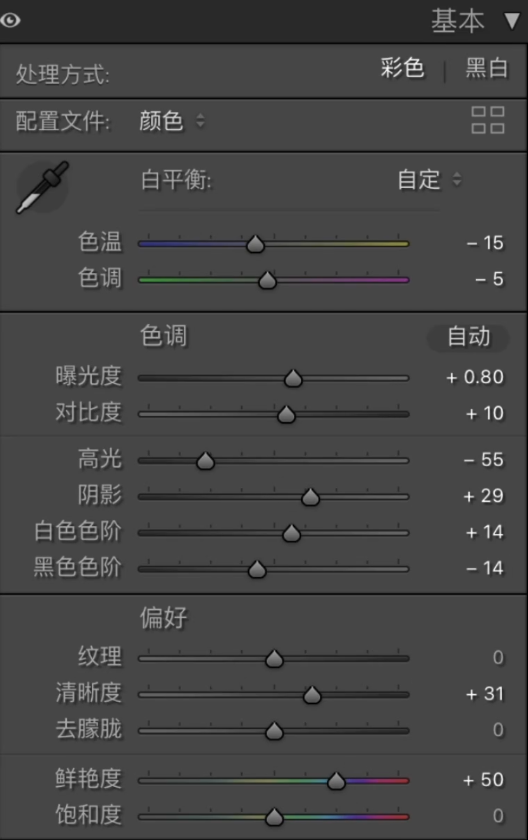 基本 ▼
处理方式: 彩色 | 黑白
配置文件: 颜色
白平衡: 自定
色温 – 15
色调 – 5
色调 自动
曝光度 + 0.80
对比度 + 10
高光 – 55
阴影 + 29
白色色阶 + 14
黑色色阶 – 14
偏好
纹理 0
清晰度 + 31
去朦胧 0
鲜艳度 + 50
饱和度 0